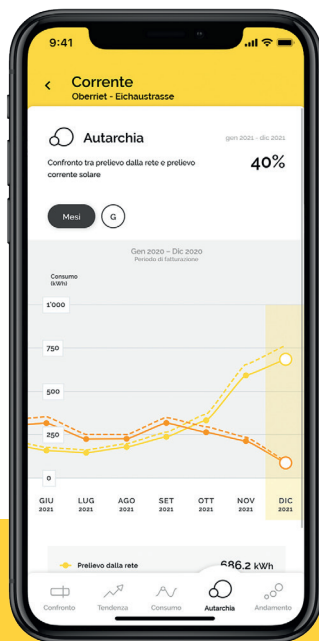 9:41
Corrente
Oberriet - Eichaustrasse
Autarchia
gen 2021 - dic 2021
Confronto tra prelievo dalla rete e prelievo
corrente solare
40%
Mesi
G
Gen 2020 – Dic 2020
Periodo di fatturazione
Consumo
(kWh)
1'000
750
500
250
0
GIU LUG AGO SET OTT NOV DIC
2021 2021 2021 2021 2021 2021 2021
Prelievo dalla rete
686.2 kWh
Confronto Tendenza Consumo Autarchia Andamento